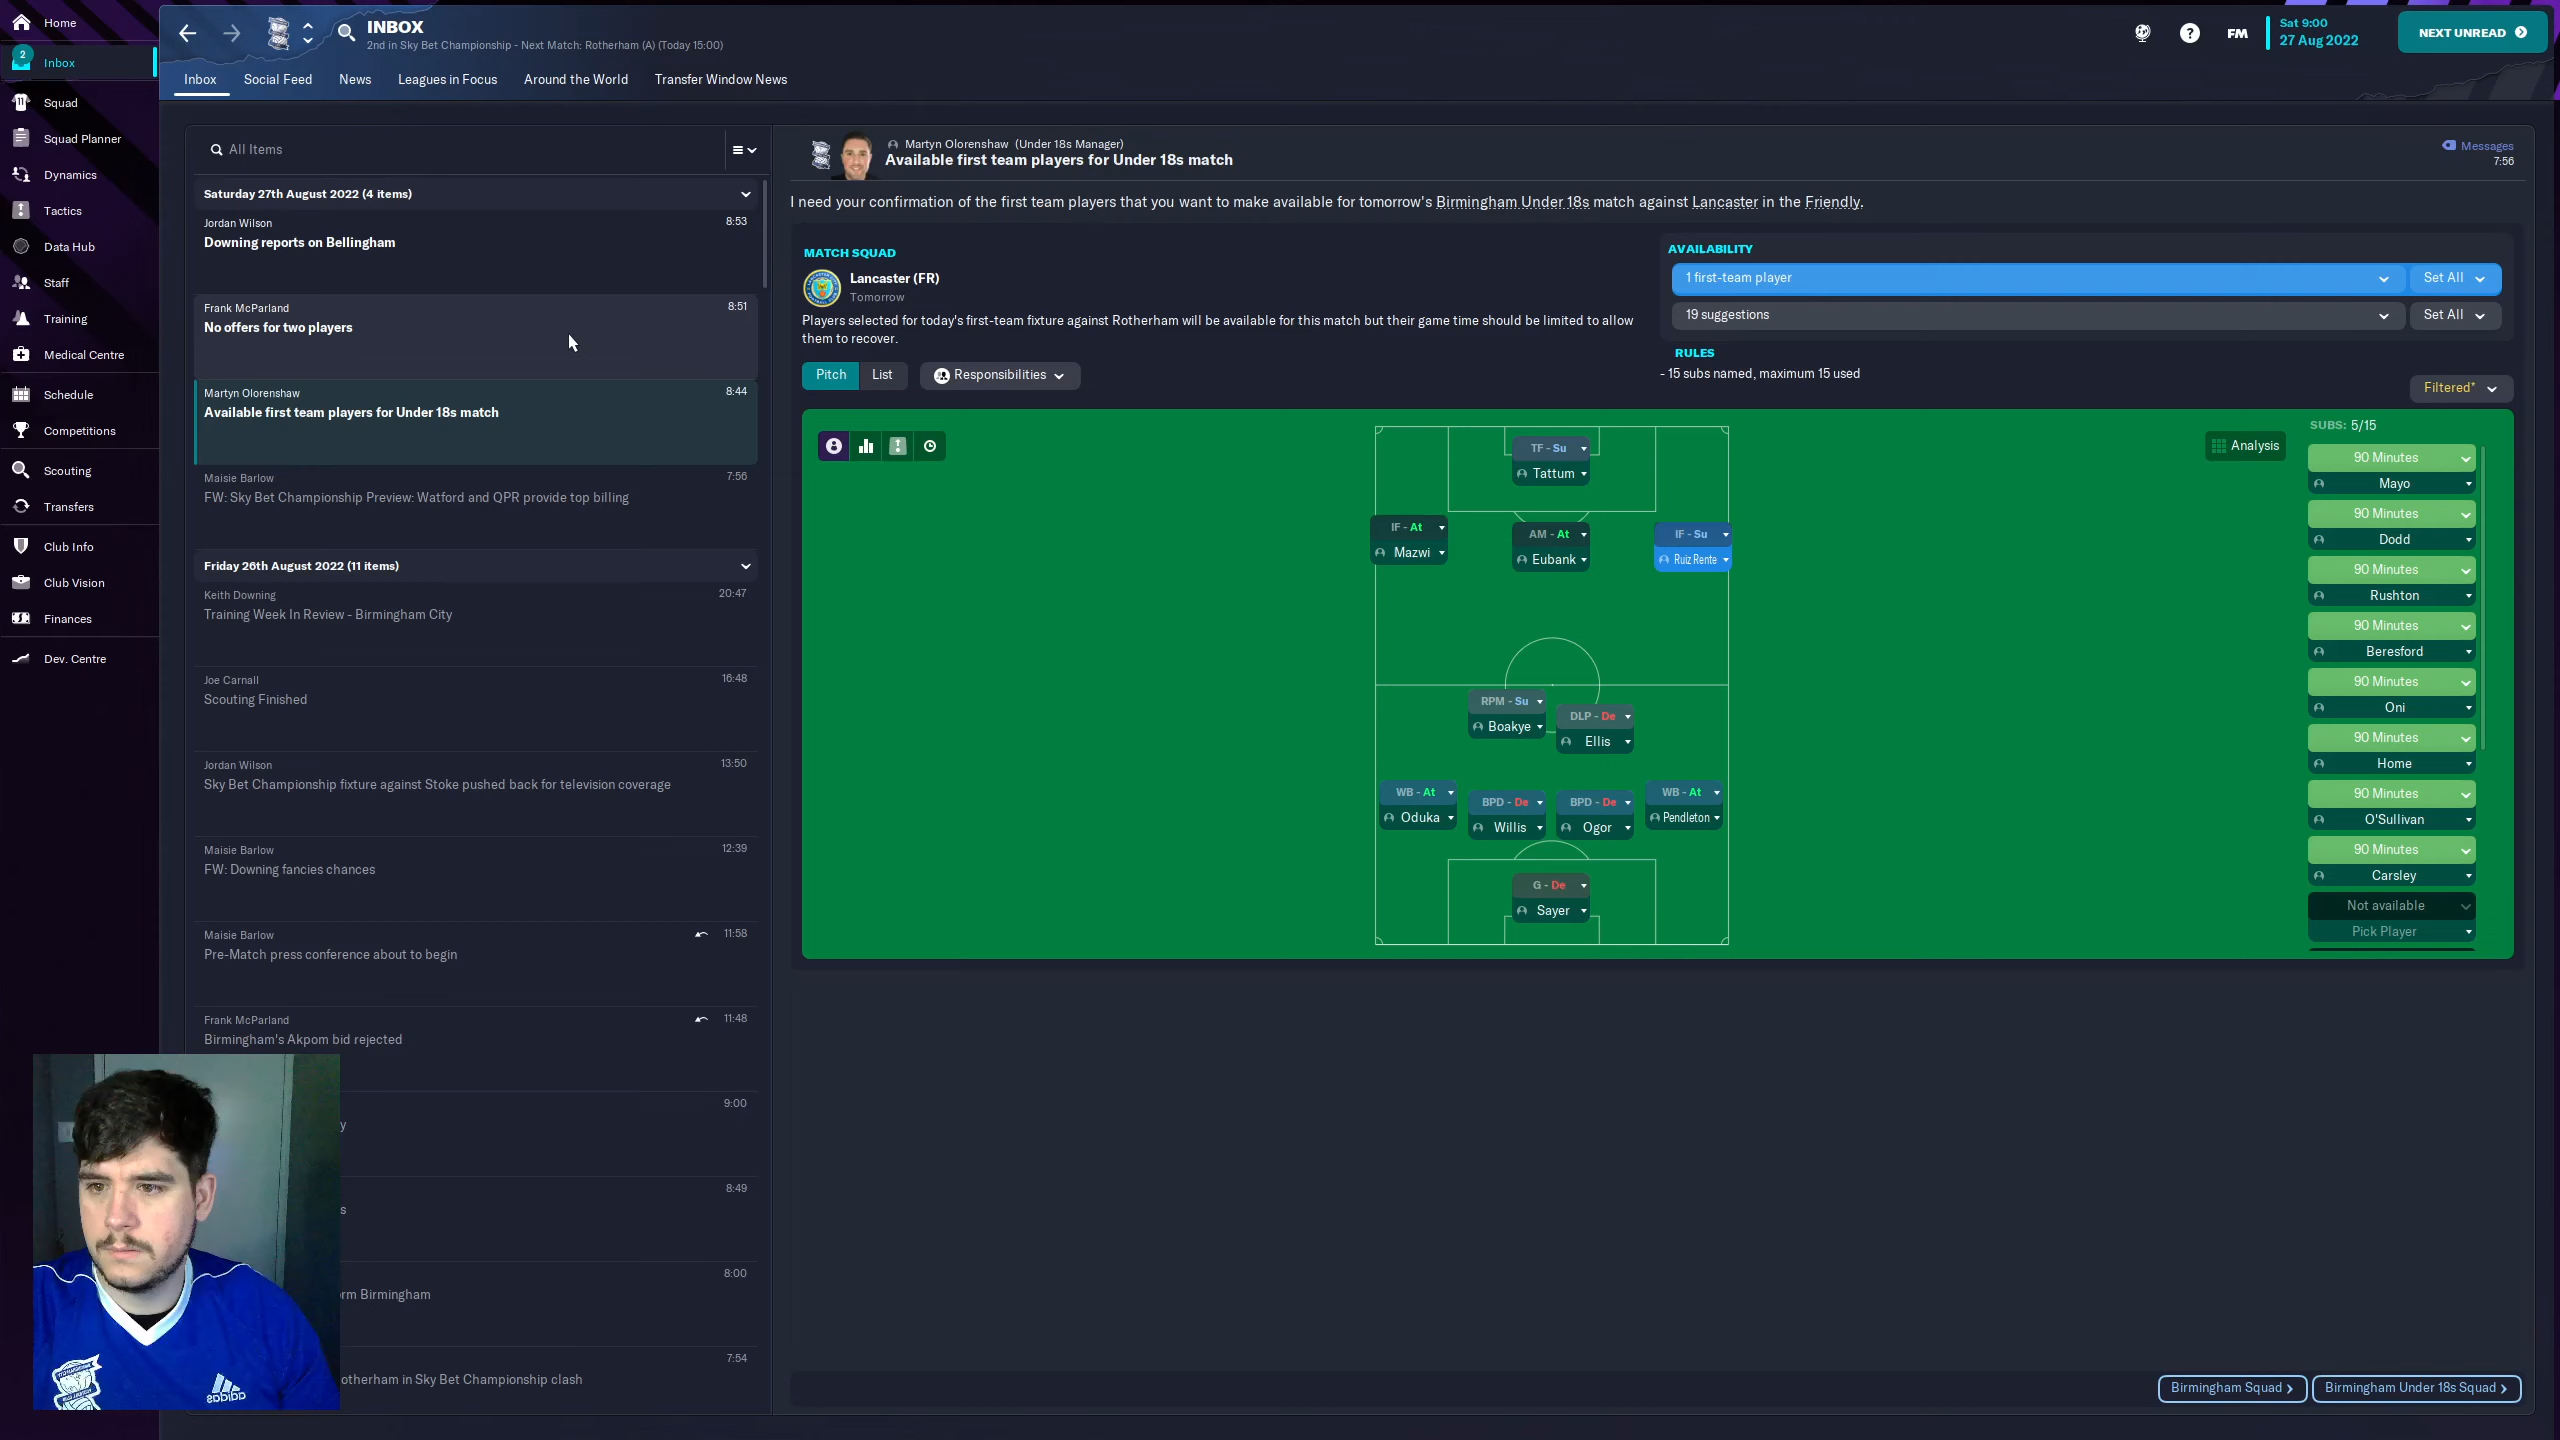 Home
2
Inbox
Squad
Squad Planner
Dynamics
Tactics
Data Hub
Staff
Training
Medical Centre
Schedule
Competitions
Scouting
Transfers
Club Info
Club Vision
Finances
Dev. Centre
INBOX
2nd in Sky Bet Championship - Next Match: Rotherham (A) (Today 15:00)
? FM
Sat 9:00
27 Aug 2022
NEXT UNREAD
Inbox Social Feed News Leagues in Focus Around the World Transfer Window News
All Items
Saturday 27th August 2022 (4 items)
Jordan Wilson 8:53
Downing reports on Bellingham
Frank McParland 8:51
No offers for two players
Martyn Olorenshaw 8:44
Available first team players for Under 18s match
Maisie Barlow 7:56
FW: Sky Bet Championship Preview: Watford and QPR provide top billing
Friday 26th August 2022 (11 items)
Keith Downing 20:47
Training Week In Review - Birmingham City
Joe Carnall 16:48
Scouting Finished
Jordan Wilson 13:50
Sky Bet Championship fixture against Stoke pushed back for television coverage
Maisie Barlow 12:39
FW: Downing fancies chances
Maisie Barlow 11:58
Pre-Match press conference about to begin
Frank McParland 11:48
Birmingham's Akpom bid rejected
9:00
y
8:49
s
8:00
rm Birmingham
7:54
otherham in Sky Bet Championship clash
Martyn Olorenshaw (Under 18s Manager)
Available first team players for Under 18s match
Messages
7:56
I need your confirmation of the first team players that you want to make available for tomorrow's Birmingham Under 18s match against Lancaster in the Friendly.
MATCH SQUAD
Lancaster (FR)
Tomorrow
Players selected for today's first-team fixture against Rotherham will be available for this match but their game time should be limited to allow
them to recover.
AVAILABILITY
1 first-team player Set All
19 suggestions Set All
RULES
- 15 subs named, maximum 15 used
Pitch List Responsibilities
Filtered*
Analysis
TF - Su
Tattum
IF - At
Mazwi
AM - At
Eubank
IF - Su
Ruiz Rente
RPM - Su
Boakye
DLP - De
Ellis
WB - At
Oduka
BPD - De
Willis
BPD - De
Ogor
WB - At
Pendleton
G - De
Sayer
SUBS: 5/15
90 Minutes
Mayo
90 Minutes
Dodd
90 Minutes
Rushton
90 Minutes
Beresford
90 Minutes
Oni
90 Minutes
Home
90 Minutes
O'Sullivan
90 Minutes
Carsley
Not available
Pick Player
Birmingham Squad Birmingham Under 18s Squad
adidas